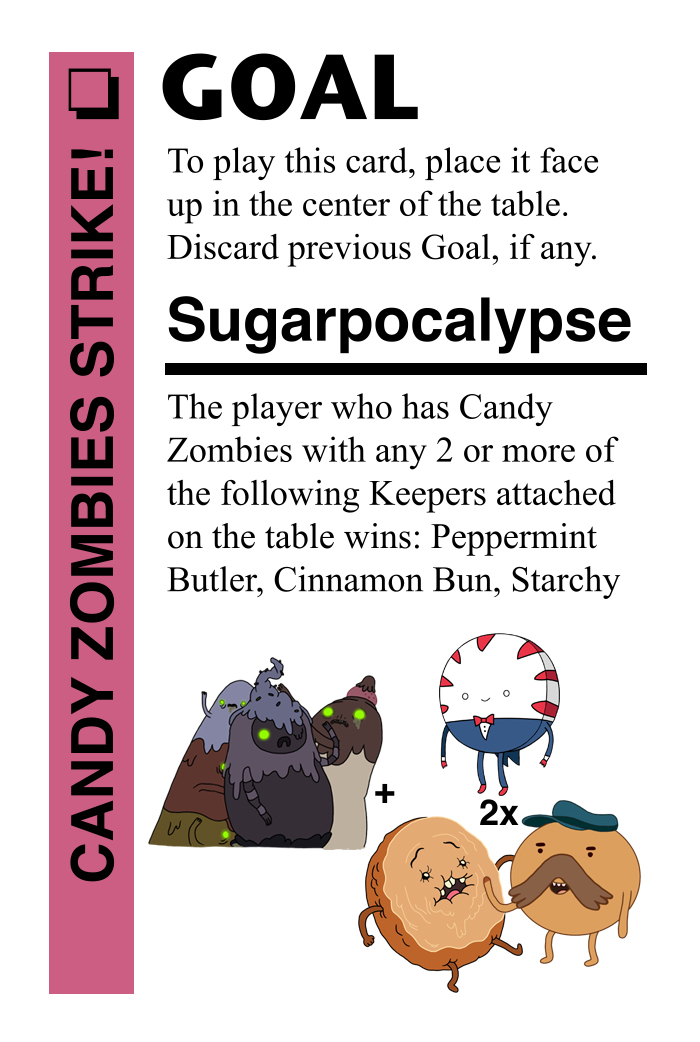 CANDY ZOMBIES STRIKE!
GOAL
To play this card, place it face
up in the center of the table.
Discard previous Goal, if any.
Sugarpocalypse
The player who has Candy
Zombies with any 2 or more of
the following Keepers attached
on the table wins: Peppermint
Butler, Cinnamon Bun, Starchy
+
2x